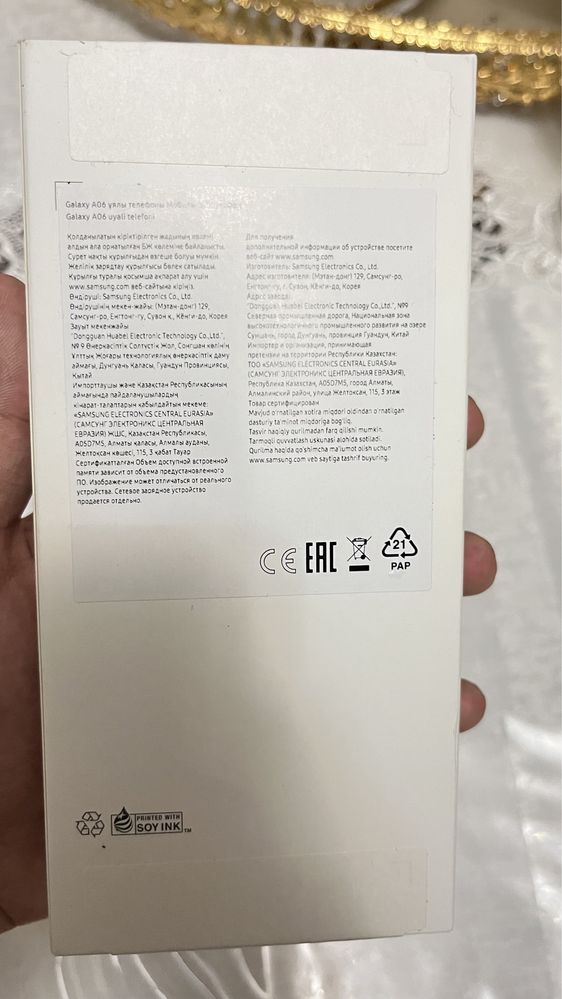 Galaxy A06 ұялы телефоны
Galaxy A06 uyali telefoni
Қолданылатын кіріктірілген жадының көлемі
алдын ала орнатылған БЖ көлеміне байланысты.
Сурет нақты құрылғыдан өзгеше болуы мүмкін.
Желілік зарядтау құрылғысы бөлек сатылады.
Құрылғы туралы қосымша ақпарат алу үшін
www.samsung.com веб-сайтына кіріңіз.
Өндіруші: Samsung Electronics Co., Ltd.
Өндірушінің мекен-жайы: (Мэтан-донг) 129,
Самсунг-ро, Енгтонг-гу, Сувон қ., Кёнги-до, Корея
Зауыт мекенжайы
"Dongguan Huabei Electronic Technology Co.,Ltd.",
№ 9 Өнеркәсіптік Солтүстік Жол, Сонгшан көлінің
Ұлттық Жоғары технологиялық өнеркәсіптік даму
аймағы, Дунгуань Қаласы, Гуандун Провинциясы,
Қытай
Импорттаушы және Қазақстан Республикасының
аймағында пайдаланушылардың
кінәрат-талаптарын қабылдайтын мекеме:
«SAMSUNG ELECTRONICS CENTRAL EURASIA»
(САМСУНГ ЭЛЕКТРОНИКС ЦЕНТРАЛЬНАЯ
ЕВРАЗИЯ) ЖШС, Қазақстан Республикасы,
A05D7M5, Алматы қаласы, Алмалы ауданы,
Желтоқсан көшесі, 115, 3 қабат Тауар
Сертификатталған Объем доступной встроенной
памяти зависит от объема предустановленного
ПО. Изображение может отличаться от реального
устройства. Сетевое зарядное устройство
продается отдельно.
Для получения
дополнительной информации об устройстве посетите
веб-сайт www.samsung.com
Изготовитель: Samsung Electronics Co., Ltd.
Адрес изготовителя: (Мэтан-донг) 129, Самсунг-ро,
Енгтонг-гу, г. Сувон, Кёнги-до, Корея
Адрес завода:
"Dongguan Huabei Electronic Technology Co.,Ltd.", №9
Северная промышленная дорога, Национальная зона
высокотехнологичного промышленного развития на озере
Суншань, город Дунгуань, провинция Гуандун, Китай
Импортер и организация, принимающая
претензии на территории Республики Казахстан:
ТОО «SAMSUNG ELECTRONICS CENTRAL EURASIA»
(САМСУНГ ЭЛЕКТРОНИКС ЦЕНТРАЛЬНАЯ ЕВРАЗИЯ),
Республика Казахстан, A05D7M5, город Алматы,
Алмалинский район, улица Желтоксан, 115, 3 этаж
Товар сертифицирован
Mavjud o'rnatilgan xotira miqdori oldindan o'rnatilgan
dasturiy ta'minot miqdoriga bog'liq.
Tasvir haqiqiy qurilmadan farq qilishi mumkin.
Tarmoqli quvvatlash uskunasi alohida sotiladi.
Qurilma haqida qo'shimcha ma'lumot olish uchun
www.samsung.com veb saytiga tashrif buyuring.
CE EAC 21
PAP
PRINTED WITH
SOY INK TM